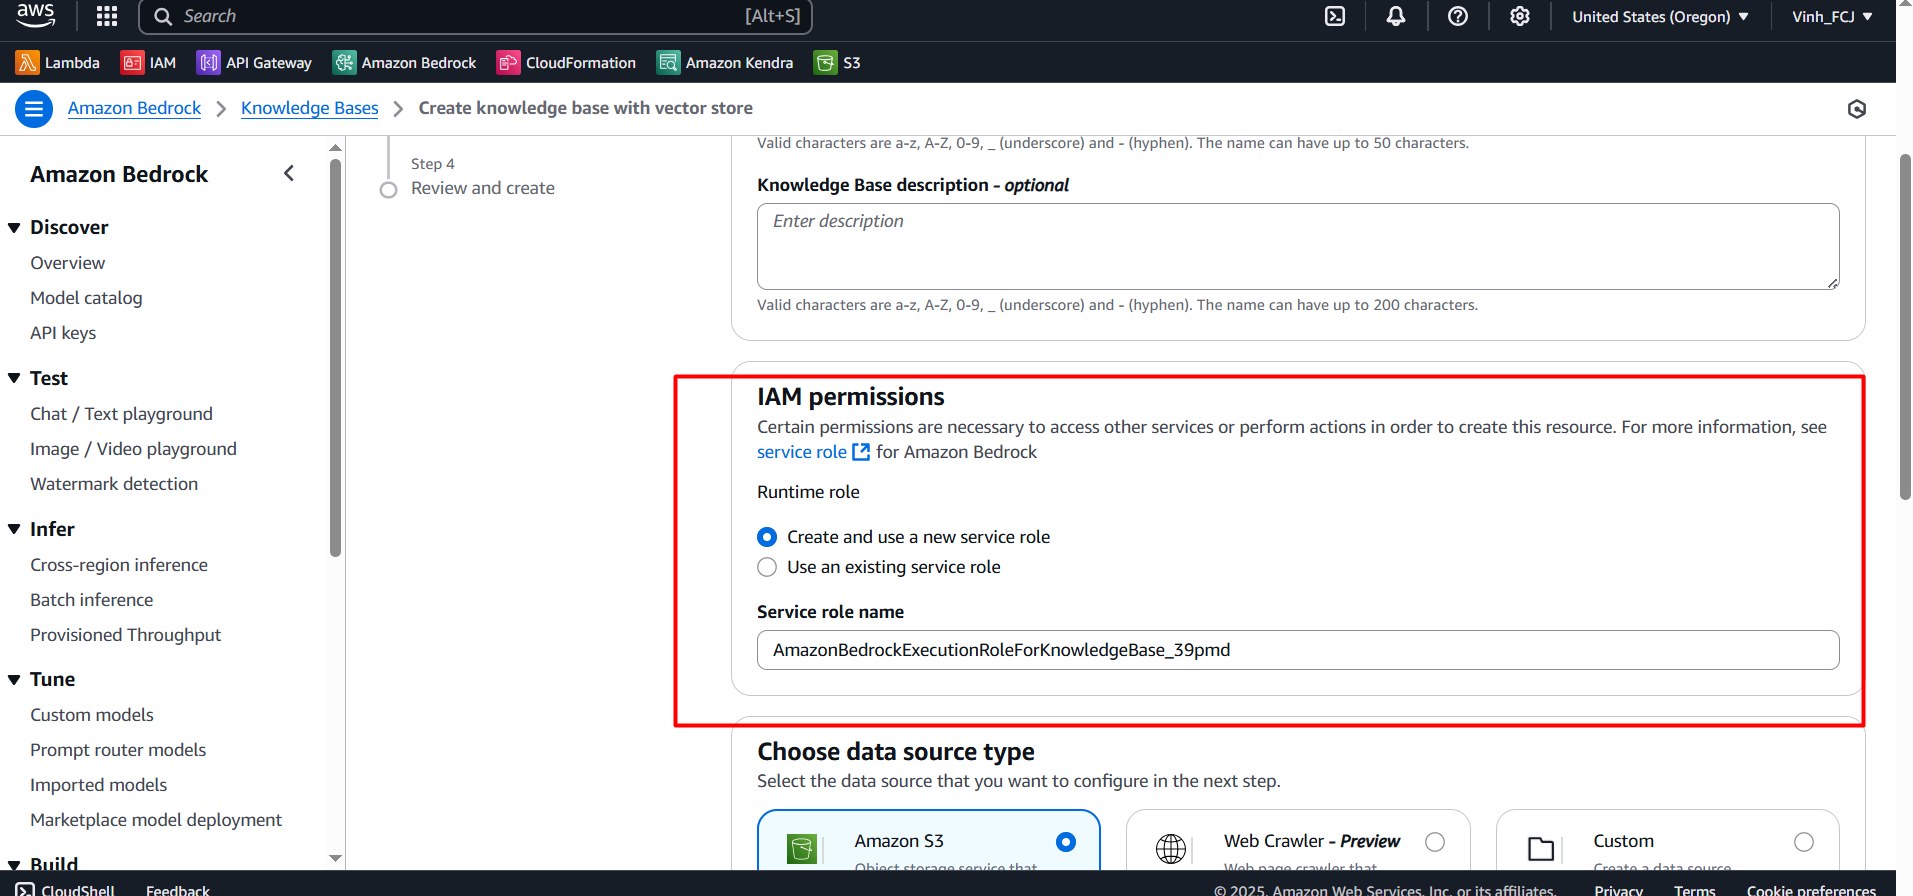 aws
Search [Alt+S]
United States (Oregon)
Vinh_FCJ
Lambda
IAM
API Gateway
Amazon Bedrock
CloudFormation
Amazon Kendra
S3
Amazon Bedrock
Knowledge Bases
Create knowledge base with vector store
Amazon Bedrock
Discover
Overview
Model catalog
API keys
Test
Chat / Text playground
Image / Video playground
Watermark detection
Infer
Cross-region inference
Batch inference
Provisioned Throughput
Tune
Custom models
Prompt router models
Imported models
Marketplace model deployment
Build
Step 4
Review and create
Valid characters are a-z, A-Z, 0-9, _ (underscore) and - (hyphen). The name can have up to 50 characters.
Knowledge Base description - optional
Enter description
Valid characters are a-z, A-Z, 0-9, _ (underscore) and - (hyphen). The name can have up to 200 characters.
IAM permissions
Certain permissions are necessary to access other services or perform actions in order to create this resource. For more information, see
service role for Amazon Bedrock
Runtime role
Create and use a new service role
Use an existing service role
Service role name
AmazonBedrockExecutionRoleForKnowledgeBase_39pmd
Choose data source type
Select the data source that you want to configure in the next step.
Amazon S3
Object storage service that
Web Crawler - Preview
Web page crawler that
Custom
Create a data source
CloudShell
Feedback
© 2025, Amazon Web Services, Inc. or its affiliates.
Privacy
Terms
Cookie preferences